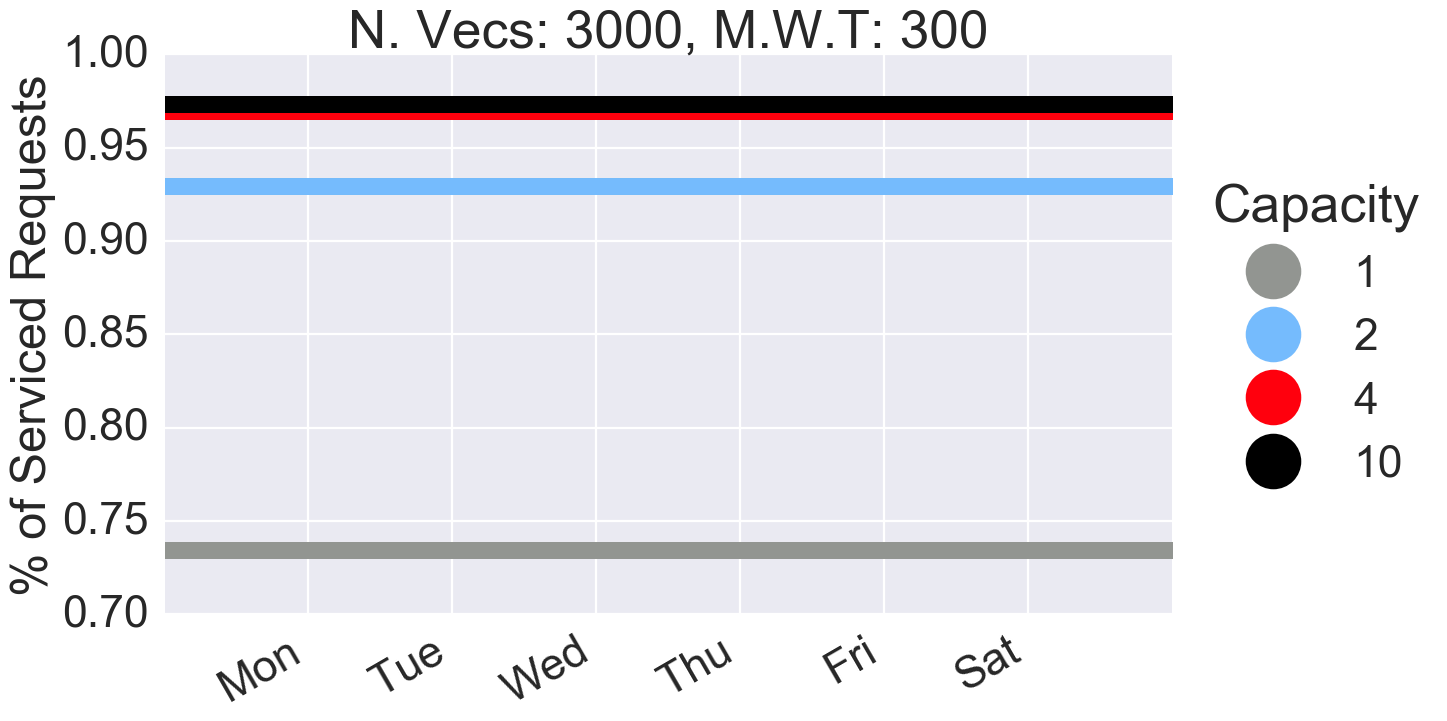 N. Vecs: 3000, M.W.T: 300
% of Serviced Requests
1.00
0.95
0.90
0.85
0.80
0.75
0.70
Mon
Tue
Wed
Thu
Fri
Sat
Capacity
1
2
4
10